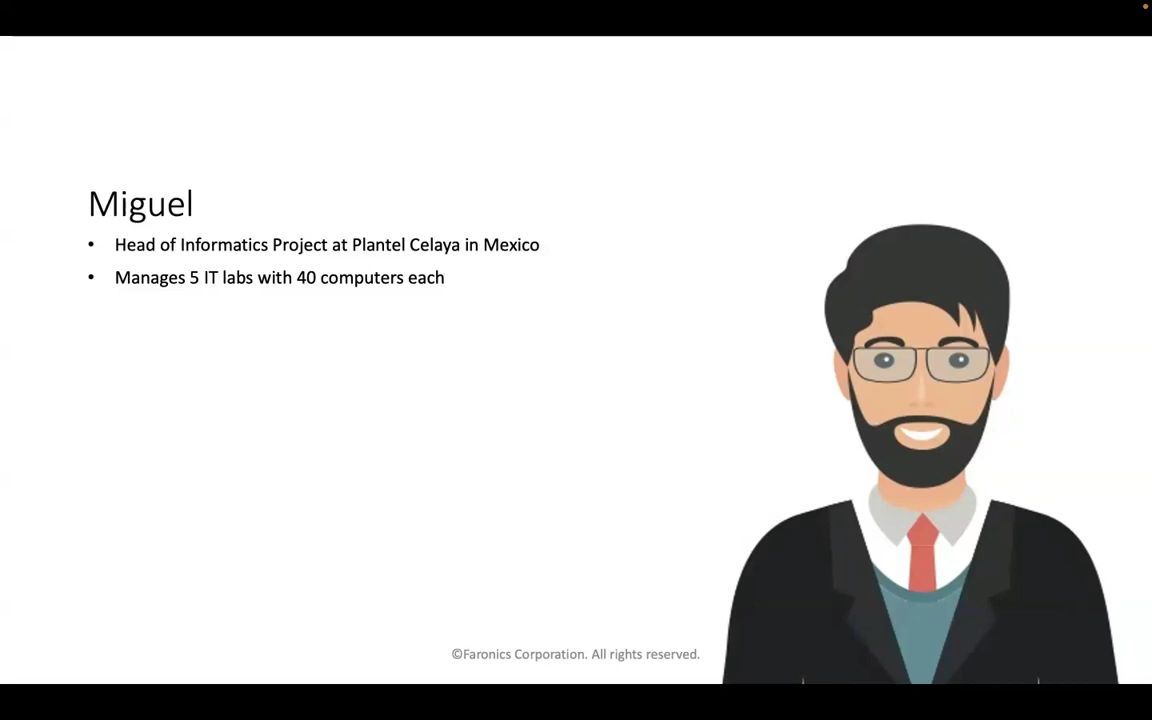 Miguel
• Head of Informatics Project at Plantel Celaya in Mexico
• Manages 5 IT labs with 40 computers each
©Faronics Corporation. All rights reserved.